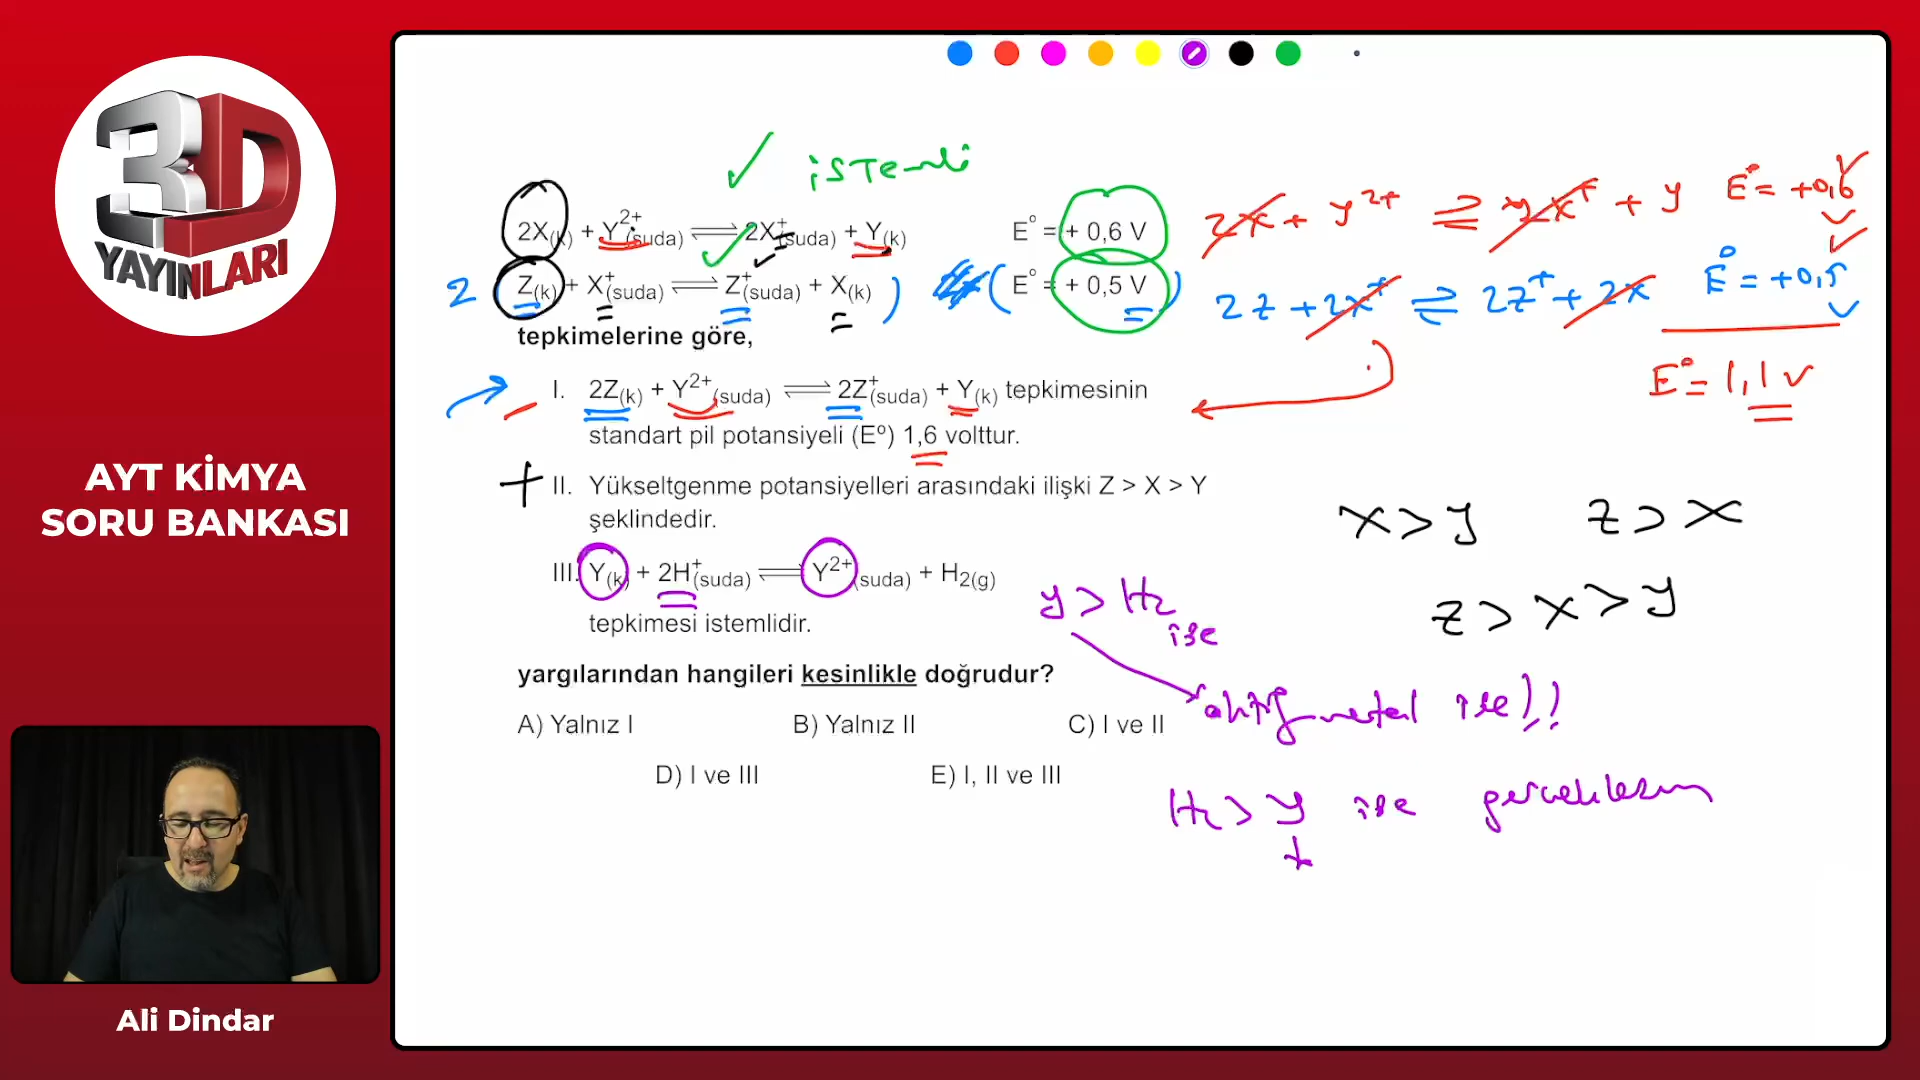 3D
YAYINLARI
AYT KİMYA
SORU BANKASI
Ali Dindar
✓ istemli
2X(k) + Y2+(suda) ⇌ 2X+(suda) + Y(k) E° = + 0,6 V
2 ( Z(k) + X+(suda) ⇌ Z+(suda) + X(k) ) ( E° = + 0,5 V )
tepkimelerine göre,
I. 2Z(k) + Y2+(suda) ⇌ 2Z+(suda) + Y(k) tepkimesinin
standart pil potansiyeli (Eº) 1,6 volttur.
+ II. Yükseltgenme potansiyelleri arasındaki ilişki Z > X > Y
şeklindedir.
III. Y(k) + 2H+(suda) ⇌ Y2+(suda) + H2(g)
tepkimesi istemlidir.
yargılarından hangileri kesinlikle doğrudur?
A) Yalnız I B) Yalnız II C) I ve II
D) I ve III E) I, II ve III
2x + y2+ ⇌ 2x+ + y E° = +0,6 V
2z + 2x+ ⇌ 2z+ + 2x E° = +0,5 V
E° = 1,1 V
x > y z > x
z > x > y
y > H2
ise
aktif metal ise!!
H2 > y ise
+